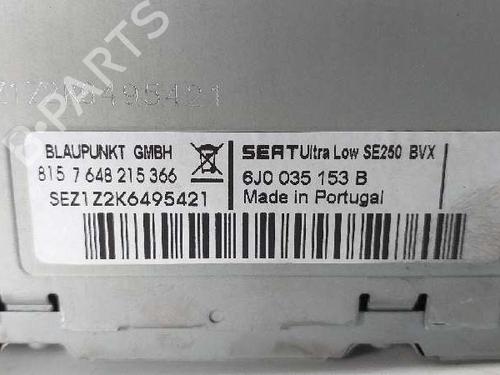 SEZ1Z2K6495421
BLAUPUNKT GMBH
815 7 648 215 366
SEZ1Z2K6495421
SEAT Ultra Low SE250 BVX
6J0 035 153 B
Made in Portugal
B-PARTS